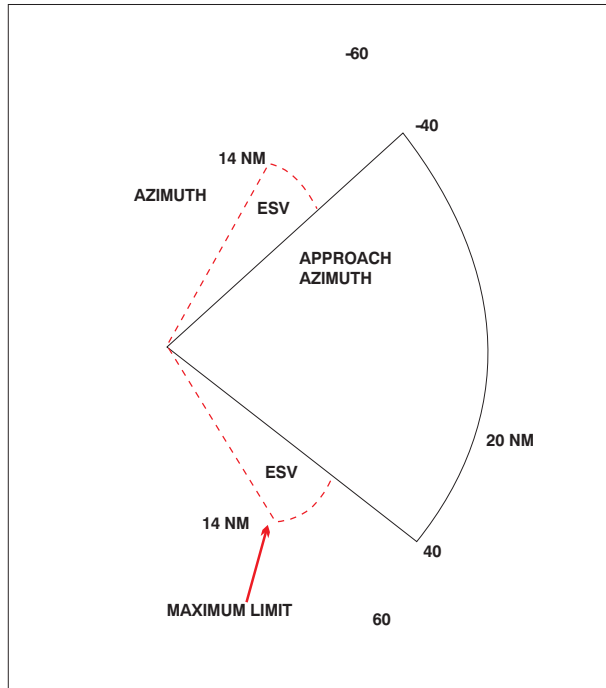 -60
-40
14 NM
AZIMUTH
ESV
APPROACH
AZIMUTH
20 NM
ESV
14 NM
40
MAXIMUM LIMIT
60